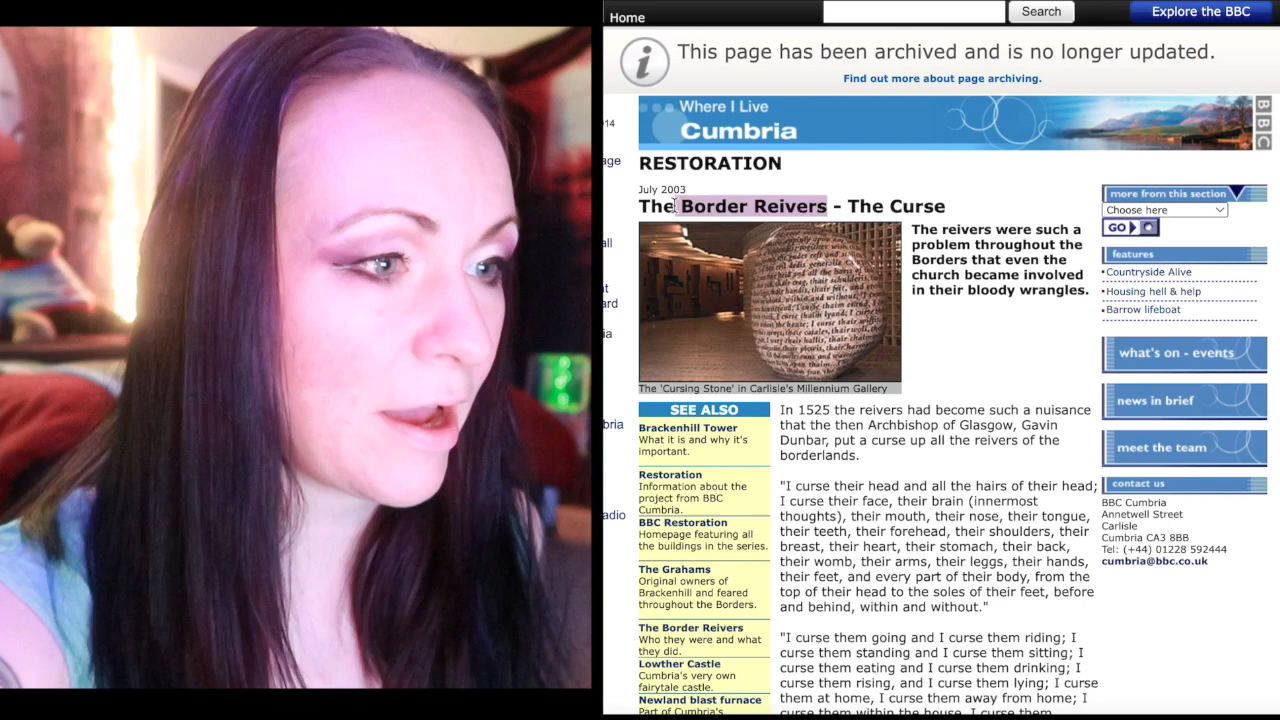 Home
Search
Explore the BBC
This page has been archived and is no longer updated.
Find out more about page archiving.
Where I Live
Cumbria
BBC
RESTORATION
July 2003
The Border Reivers - The Curse
The reivers were such a
problem throughout the
Borders that even the
church became involved
in their bloody wrangles.
The 'Cursing Stone' in Carlisle's Millennium Gallery
SEE ALSO
Brackenhill Tower
What it is and why it's
important.
Restoration
Information about the
project from BBC
Cumbria.
BBC Restoration
Homepage featuring all
the buildings in the series.
The Grahams
Original owners of
Brackenhill and feared
throughout the Borders.
The Border Reivers
Who they were and what
they did.
Lowther Castle
Cumbria's very own
fairytale castle.
Newland blast furnace
Part of Cumbria's
In 1525 the reivers had become such a nuisance
that the then Archbishop of Glasgow, Gavin
Dunbar, put a curse up all the reivers of the
borderlands.
"I curse their head and all the hairs of their head;
I curse their face, their brain (innermost
thoughts), their mouth, their nose, their tongue,
their teeth, their forehead, their shoulders, their
breast, their heart, their stomach, their back,
their womb, their arms, their leggs, their hands,
their feet, and every part of their body, from the
top of their head to the soles of their feet, before
and behind, within and without."
"I curse them going and I curse them riding; I
curse them standing and I curse them sitting; I
curse them eating and I curse them drinking; I
curse them rising, and I curse them lying; I curse
them at home, I curse them away from home; I
curse them within the house, I curse them
more from this section
Choose here
GO
features
Countryside Alive
Housing hell & help
Barrow lifeboat
what's on - events
news in brief
meet the team
contact us
BBC Cumbria
Annetwell Street
Carlisle
Cumbria CA3 8BB
Tel: (+44) 01228 592444
cumbria@bbc.co.uk